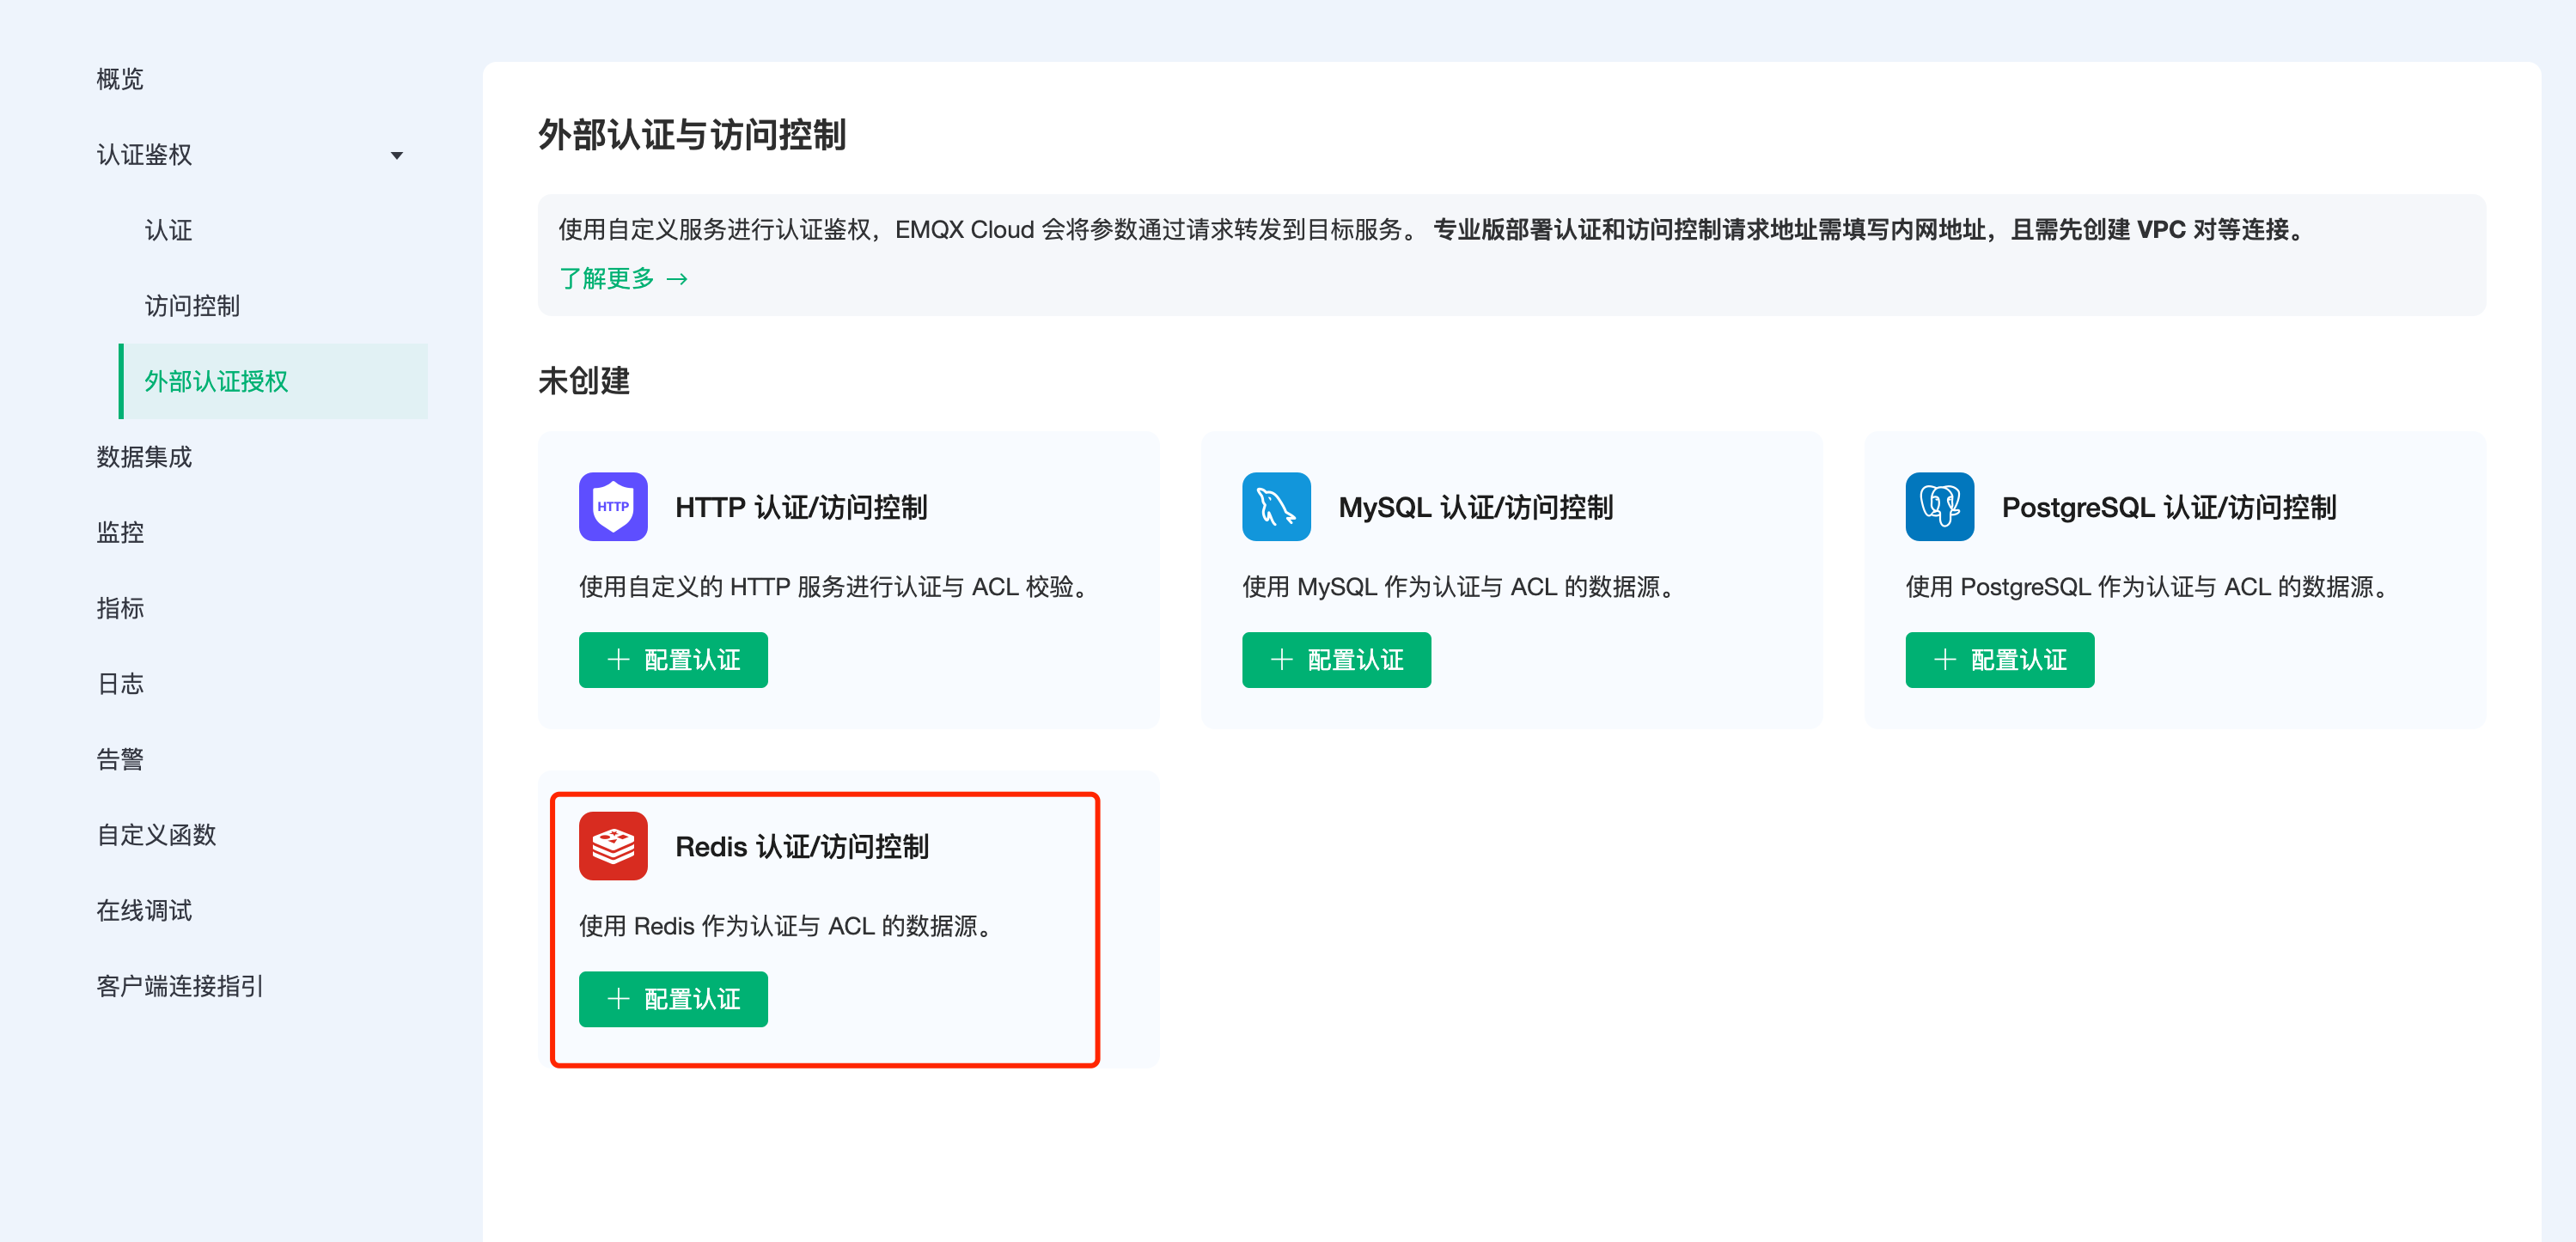 概览
认证鉴权
认证
访问控制
外部认证授权
数据集成
监控
指标
日志
告警
自定义函数
在线调试
客户端连接指引
外部认证与访问控制
使用自定义服务进行认证鉴权，EMQX Cloud 会将参数通过请求转发到目标服务。 专业版部署认证和访问控制请求地址需填写内网地址，且需先创建 VPC 对等连接。
了解更多 →
未创建
HTTP
HTTP 认证/访问控制
使用自定义的 HTTP 服务进行认证与 ACL 校验。
+ 配置认证
MySQL 认证/访问控制
使用 MySQL 作为认证与 ACL 的数据源。
+ 配置认证
PostgreSQL 认证/访问控制
使用 PostgreSQL 作为认证与 ACL 的数据源。
+ 配置认证
Redis 认证/访问控制
使用 Redis 作为认证与 ACL 的数据源。
+ 配置认证